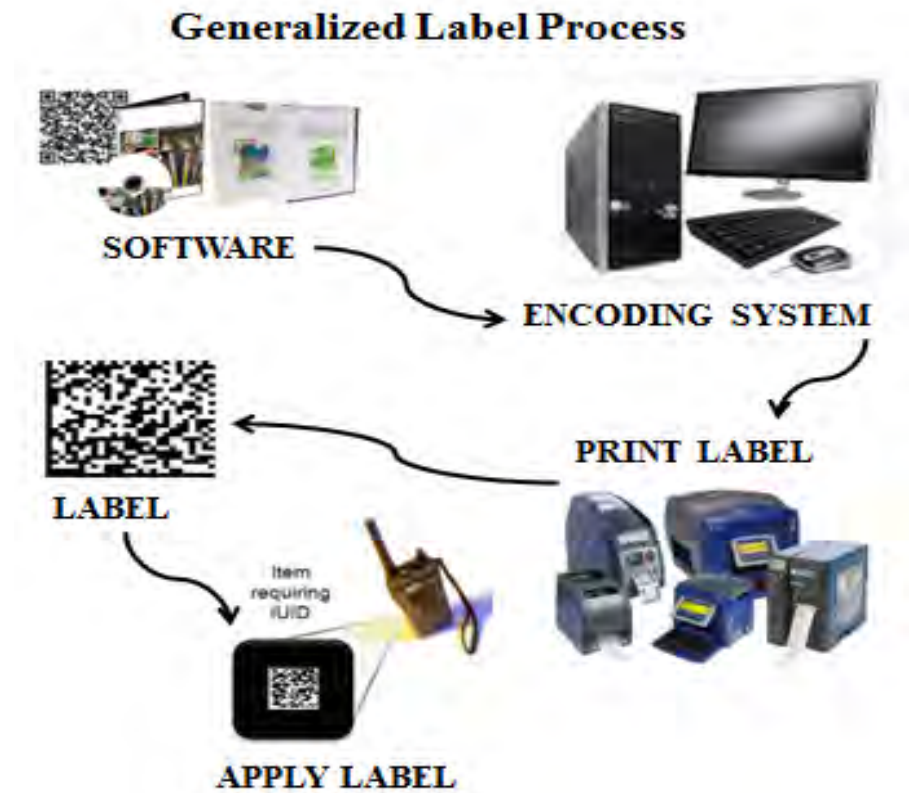 Generalized Label Process
SOFTWARE
ENCODING SYSTEM
PRINT LABEL
LABEL
Item
requiring
IUID
APPLY LABEL